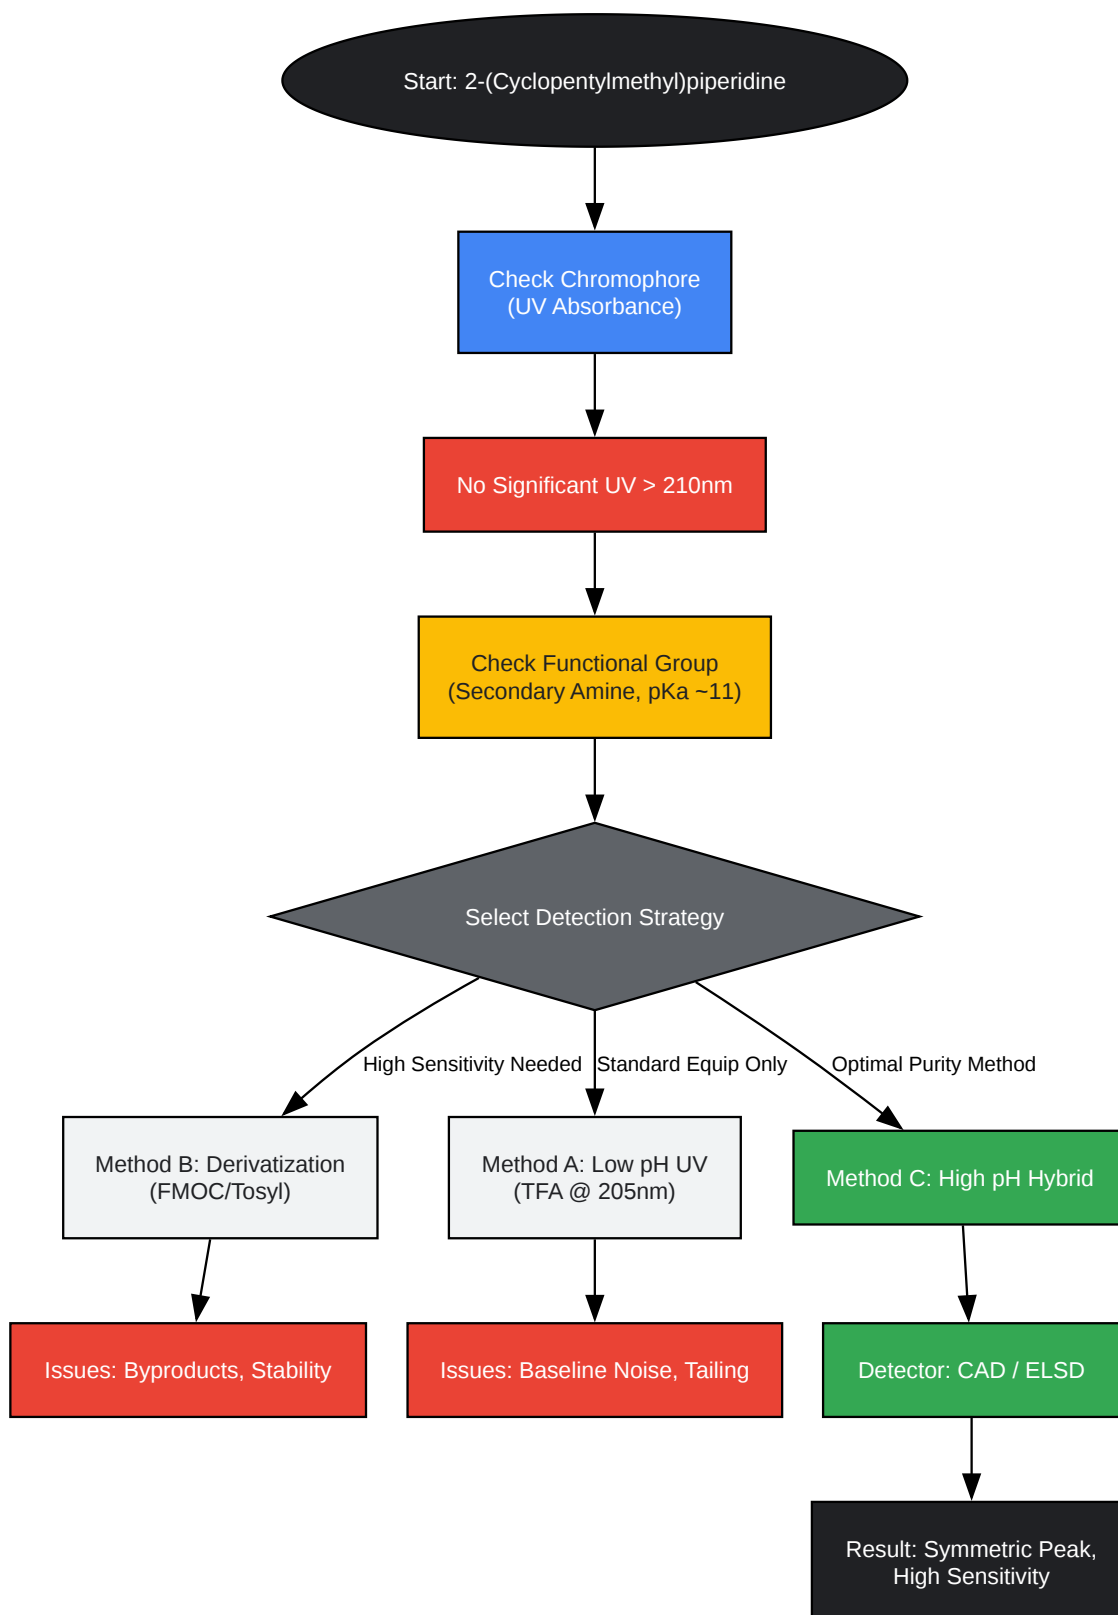 Start: 2-(Cyclopentylmethyl)piperidine
Check Chromophore
(UV Absorbance)
No Significant UV > 210nm
Check Functional Group
(Secondary Amine, pKa ~11)
Select Detection Strategy
High Sensitivity Needed
Standard Equip Only
Optimal Purity Method
Method B: Derivatization
(FMOC/Tosyl)
Method A: Low pH UV
(TFA @ 205nm)
Method C: High pH Hybrid
Issues: Byproducts, Stability
Issues: Baseline Noise, Tailing
Detector: CAD / ELSD
Result: Symmetric Peak,
High Sensitivity